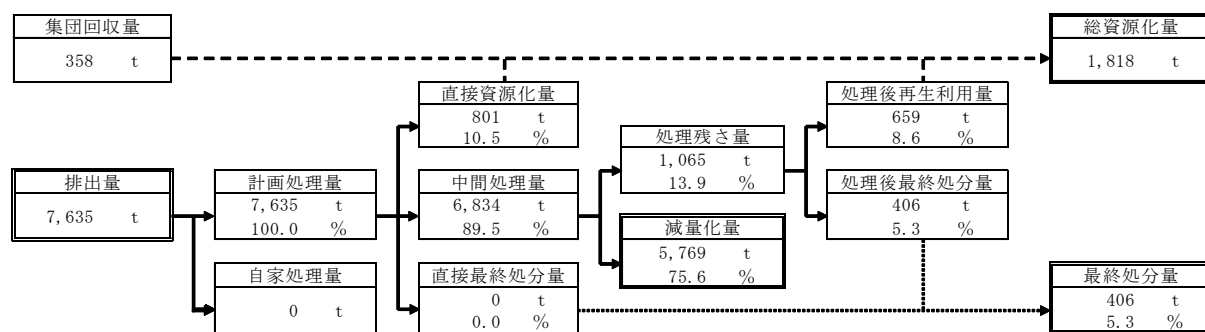 集団回収量
358 t
総資源化量
1,818 t
直接資源化量
801 t
10.5 %
処理後再生利用量
659 t
8.6 %
処理残さ量
1,065 t
13.9 %
排出量
7,635 t
計画処理量
7,635 t
100.0 %
中間処理量
6,834 t
89.5 %
処理後最終処分量
406 t
5.3 %
減量化量
5,769 t
75.6 %
自家処理量
0 t
直接最終処分量
0 t
0.0 %
最終処分量
406 t
5.3 %